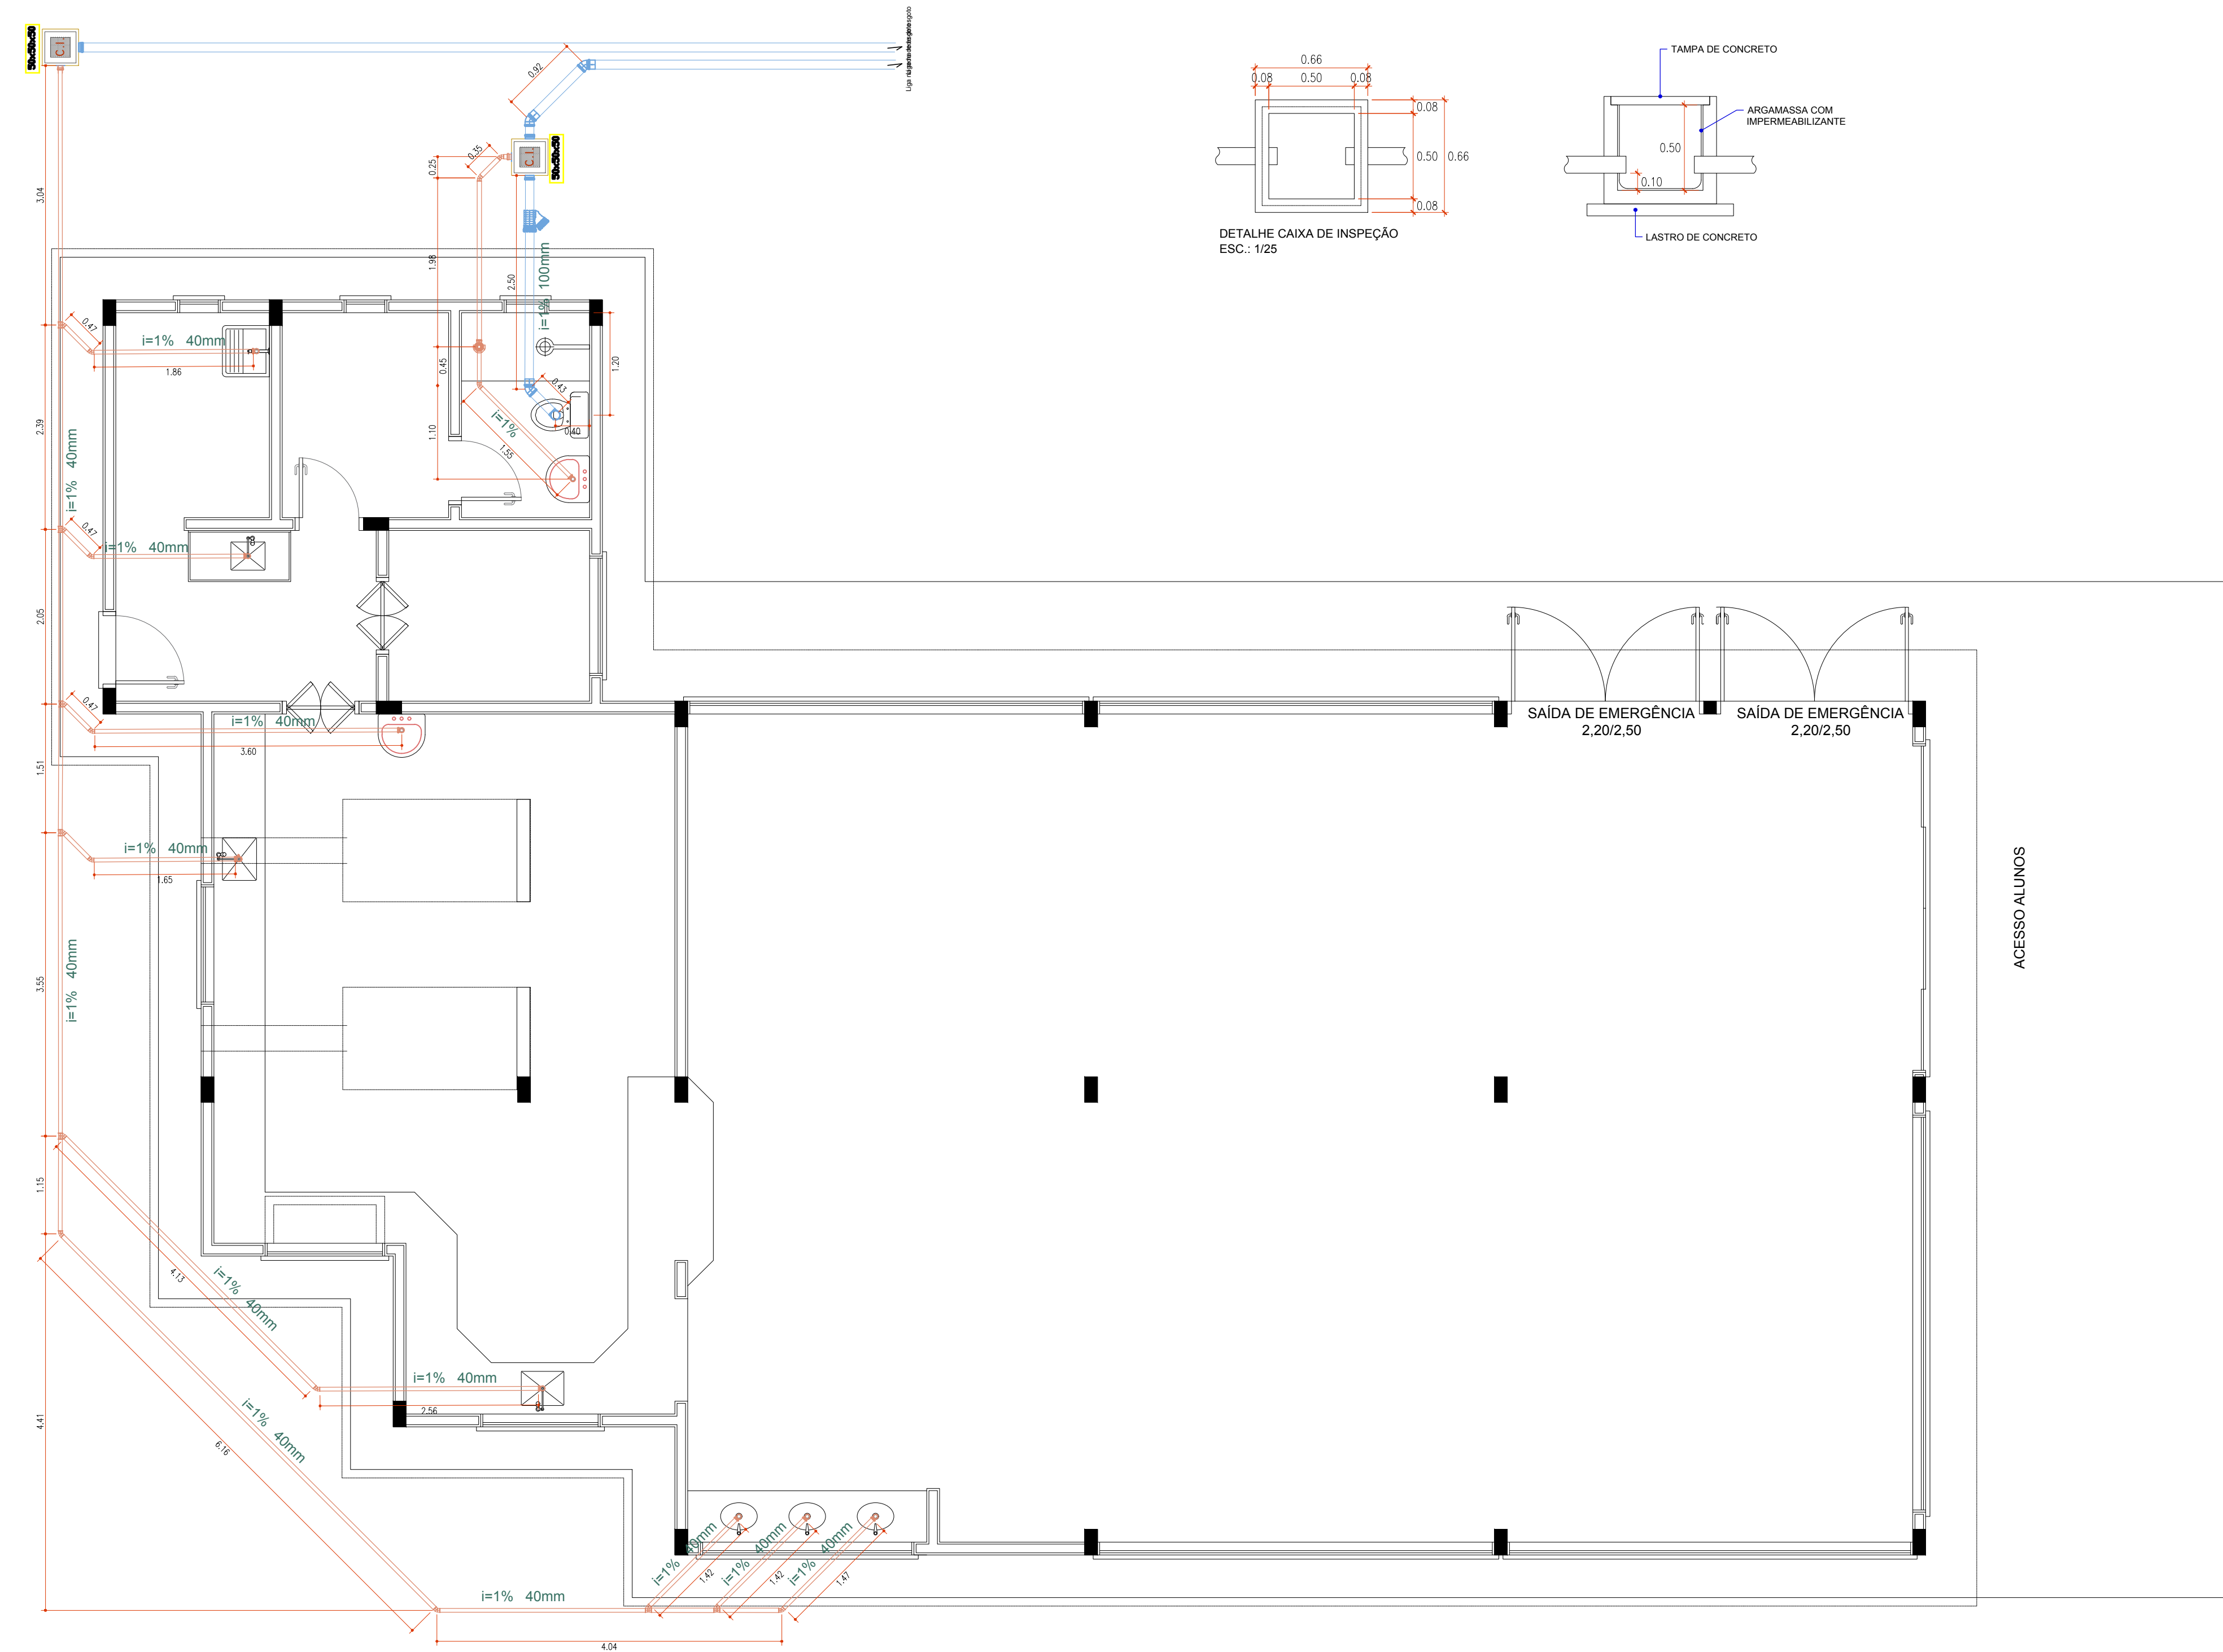 50x50x50
C.I.
Liga na
0.92
0.35
0.25
C.I.
50x50x50
3.04
1.98
2.50
i=1% 100mm
0.66
0.08 0.50 0.08
0.08
0.50 0.66
0.08
DETALHE CAIXA DE INSPEÇÃO
ESC.: 1/25
TAMPA DE CONCRETO
ARGAMASSA COM
IMPERMEABILIZANTE
0.50
0.10
LASTRO DE CONCRETO
0.47
i=1% 40mm
1.86
0.45
1.20
0.43
0.40
i=1%
1.55
1.10
2.39
i=1% 40mm
0.47
i=1% 40mm
2.05
0.47
i=1% 40mm
3.60
1.51
i=1% 40mm
1.65
SAÍDA DE EMERGÊNCIA
2,20/2,50
SAÍDA DE EMERGÊNCIA
2,20/2,50
ACESSO ALUNOS
3.55
i=1% 40mm
1.15
4.13
i=1% 40mm
i=1% 40mm
2.56
4.41
6.16
i=1% 40mm
i=1% 40mm
i=1% 40mm
1.42
i=1% 40mm
1.42
i=1% 40mm
1.47
4.04